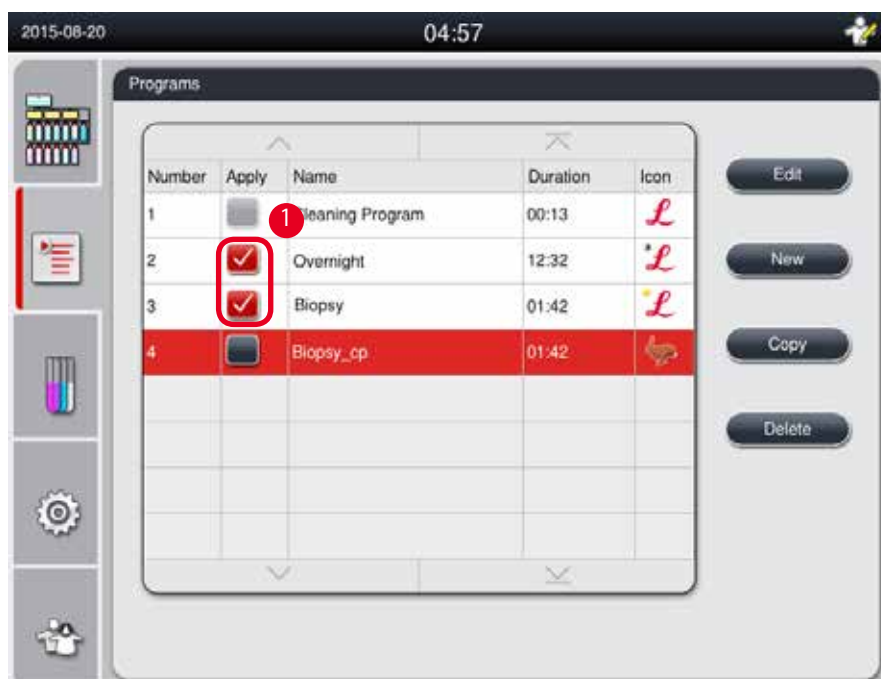 2015-08-20 04:57
Programs
Number Apply Name Duration Icon
1 leaning Program 00:13 L
1
2 Overnight 12:32 L
3 Biopsy 01:42 L
4 Biopsy_cp 01:42
Edit
New
Copy
Delete